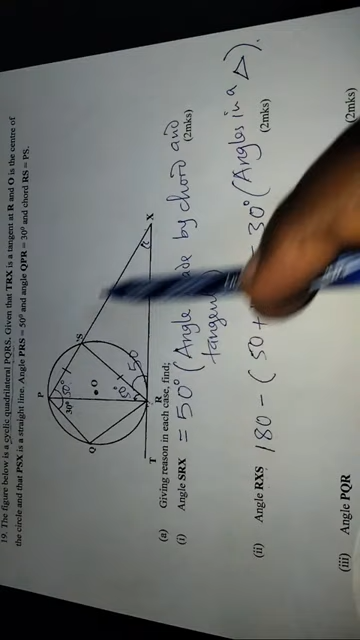 19. The figure below is a cyclic quadrilateral PQRS. Given that TRX is a tangent at R and O is the centre of
the circle and that PSX is a straight line. Angle PRS = 50° and angle QPR = 30° and chord RS = PS.
P
30° 50°
S
Q
O
50°
50
T
R
X
(a) Giving reason in each case, find;
(i) Angle SRX = 50° (Angle made by chord and
tangent
(2mks)
(ii) Angle RXS 180 - (50 + 30° (Angles in a Δ).
(2mks)
(iii) Angle PQR
(2mks)